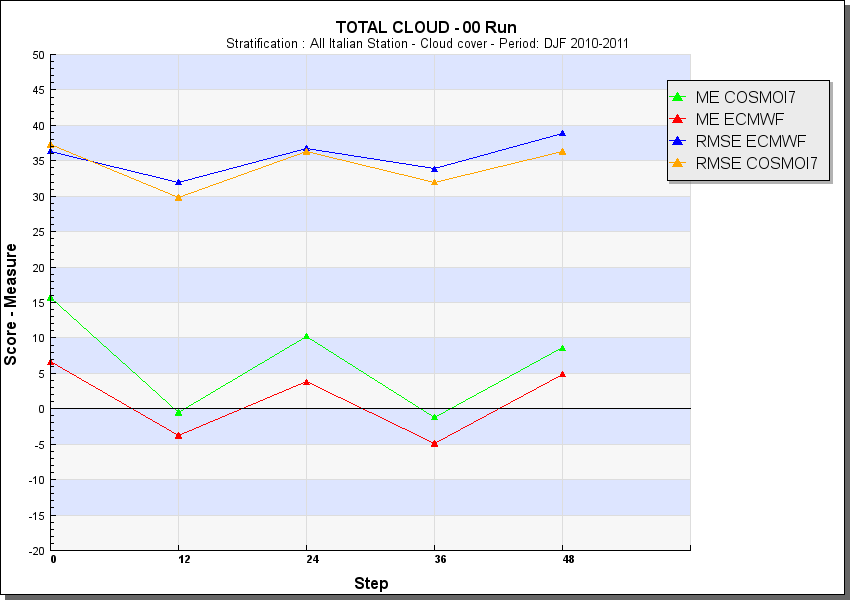 TOTAL CLOUD - 00 Run
Stratification : All Italian Station - Cloud cover - Period: DJF 2010-2011
50
45
40
35
30
25
20
15
10
5
0
-5
-10
-15
-20
Score - Measure
ME COSMOI7
ME ECMWF
RMSE ECMWF
RMSE COSMOI7
0 12 24 36 48
Step